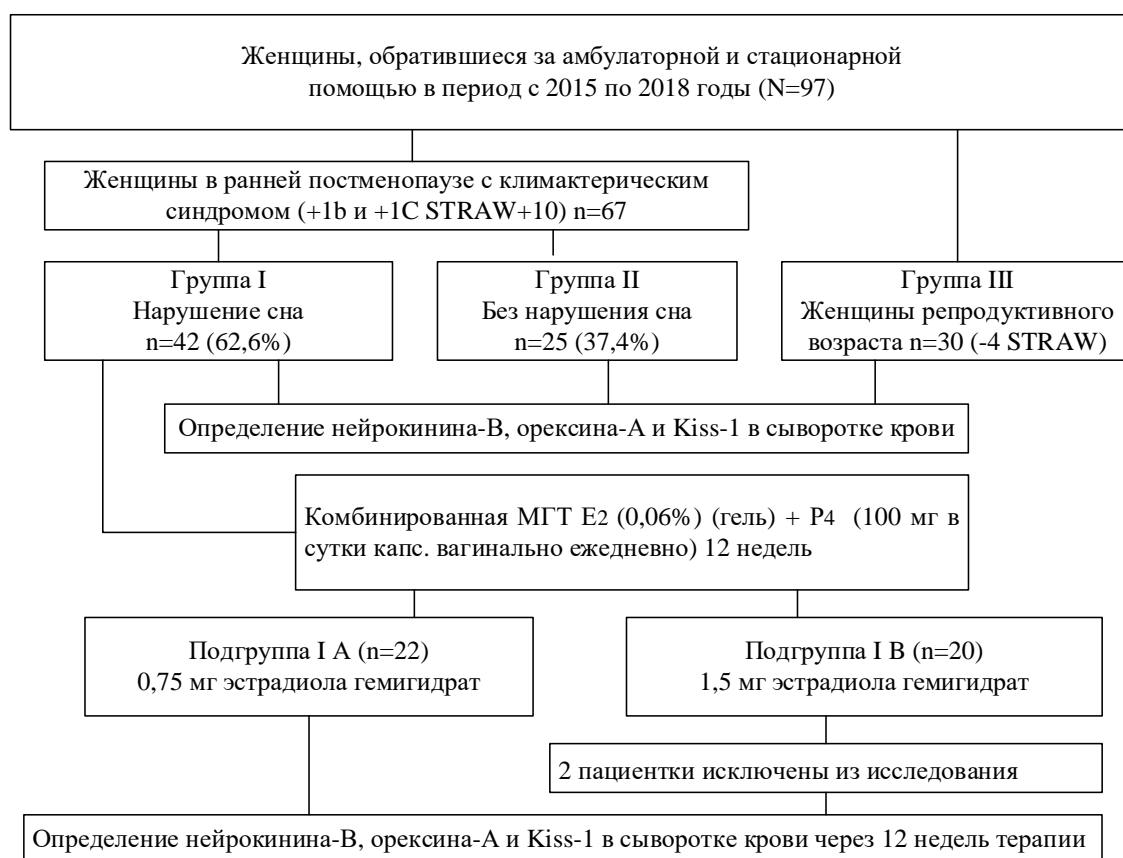 Женщины, обратившиеся за амбулаторной и стационарной
помощью в период с 2015 по 2018 годы (N=97)
Женщины в ранней постменопаузе с климактерическим
синдромом (+1b и +1C STRAW+10) n=67
Группа I
Нарушение сна
n=42 (62,6%)
Группа II
Без нарушения сна
n=25 (37,4%)
Группа III
Женщины репродуктивного
возраста n=30 (-4 STRAW)
Определение нейрокинина-В, орексина-А и Kiss-1 в сыворотке крови
Комбинированная МГТ E2 (0,06%) (гель) + P4 (100 мг в
сутки капс. вагинально ежедневно) 12 недель
Подгруппа I А (n=22)
0,75 мг эстрадиола гемигидрат
Подгруппа I В (n=20)
1,5 мг эстрадиола гемигидрат
2 пациентки исключены из исследования
Определение нейрокинина-В, орексина-А и Kiss-1 в сыворотке крови через 12 недель терапии